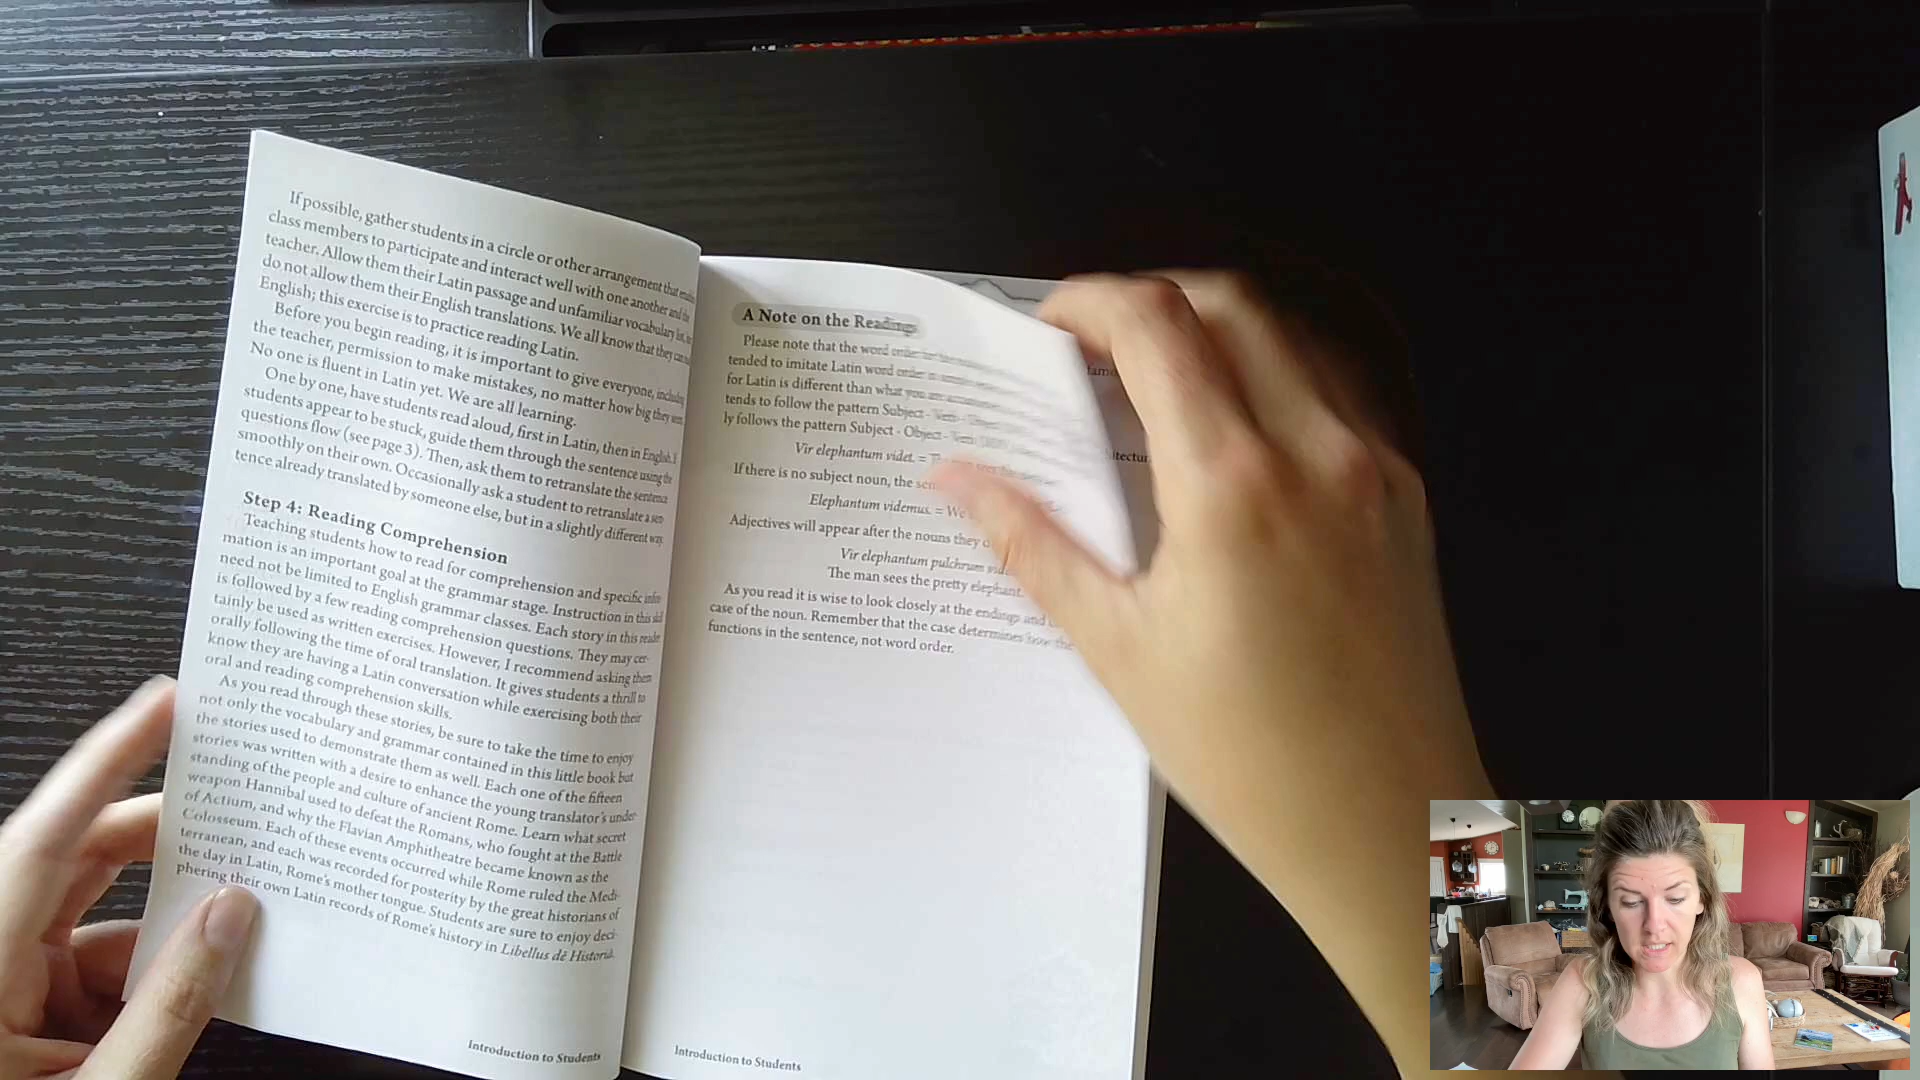 If possible, gather students in a circle or other arrangement that
class members to participate and interact well with one another and the
teacher. Allow them their Latin passage and unfamiliar vocabulary list,
do not allow them their English translations. We all know that they can
English; this exercise is to practice reading Latin.
Before you begin reading, it is important to give everyone, including
the teacher, permission to make mistakes, no matter how big they
No one is fluent in Latin yet. We are all learning.
One by one, have students read aloud, first in Latin, then in English. If
students appear to be stuck, guide them through the sentence using the
questions flow (see page 3). Then, ask them to retranslate the sentence
smoothly on their own. Occasionally ask a student to retranslate a sen-
tence already translated by someone else, but in a slightly different way.
Step 4: Reading Comprehension
Teaching students how to read for comprehension and specific infor-
mation is an important goal at the grammar stage. Instruction in this skill
need not be limited to English grammar classes. Each story in this reader
is followed by a few reading comprehension questions. They may cer-
tainly be used as written exercises. However, I recommend asking them
orally following the time of oral translation. It gives students a thrill to
know they are having a Latin conversation while exercising both their
oral and reading comprehension skills.
As you read through these stories, be sure to take the time to enjoy
not only the vocabulary and grammar contained in this little book but
the stories used to demonstrate them as well. Each one of the fifteen
stories was written with a desire to enhance the young translator's under-
standing of the people and culture of ancient Rome. Learn what secret
weapon Hannibal used to defeat the Romans, who fought at the Battle
of Actium, and why the Flavian Amphitheatre became known as the
Colosseum. Each of these events occurred while Rome ruled the Medi-
terranean, and each was recorded for posterity by the great historians of
the day in Latin, Rome's mother tongue. Students are sure to enjoy deci-
phering their own Latin records of Rome's history in Libellus dē Historiā.
Introduction to Students
A Note on the Readings
Please note that the word order for
tended to imitate Latin word order in
for Latin is different than what you are
tends to follow the pattern Subject - Verb -
ly follows the pattern Subject - Object - Verb
Vir elephantum videt. =
If there is no subject noun, the
Elephantum videmus. = We
Adjectives will appear after the nouns they
Vir elephantum pulchrum
The man sees the pretty elephant.
As you read it is wise to look closely at the endings and
case of the noun. Remember that the case determines how the
functions in the sentence, not word order.
Introduction to Students